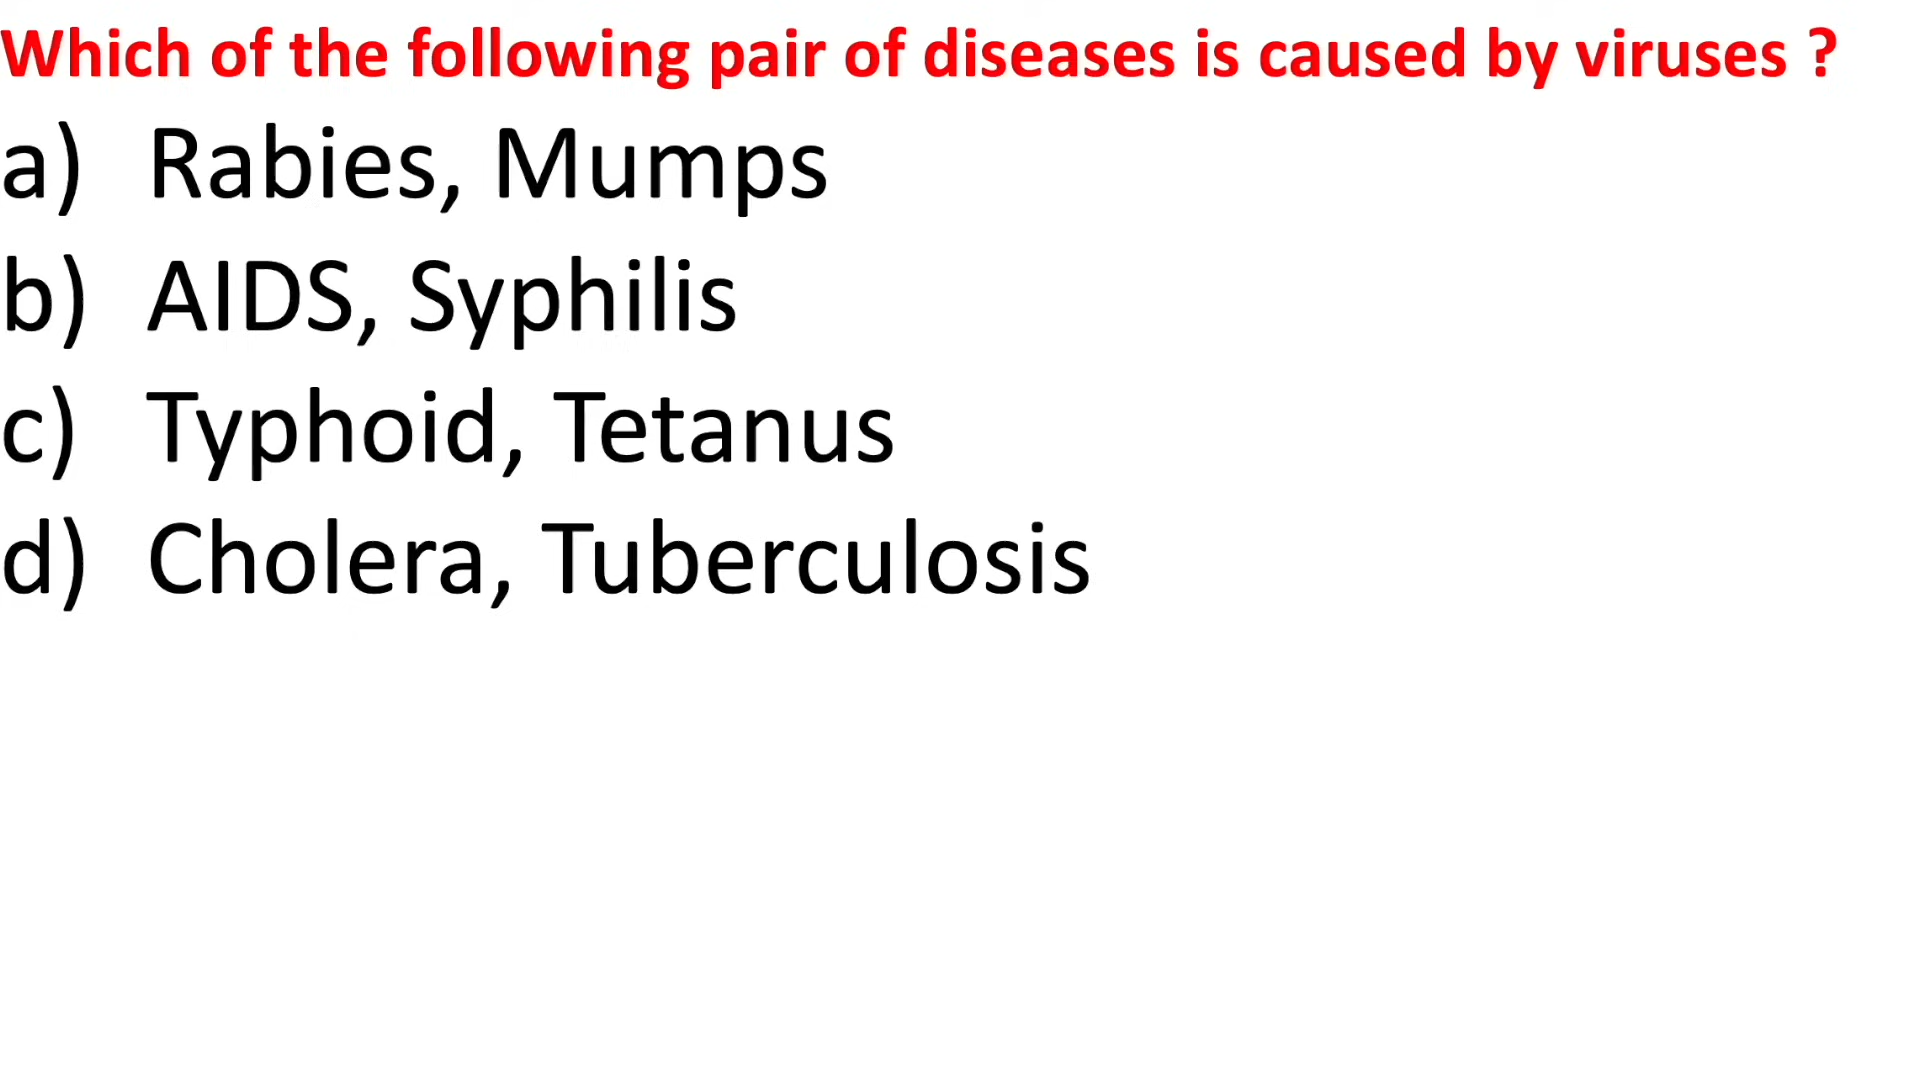 Which of the following pair of diseases is caused by viruses ?
a) Rabies, Mumps
b) AIDS, Syphilis
c) Typhoid, Tetanus
d) Cholera, Tuberculosis